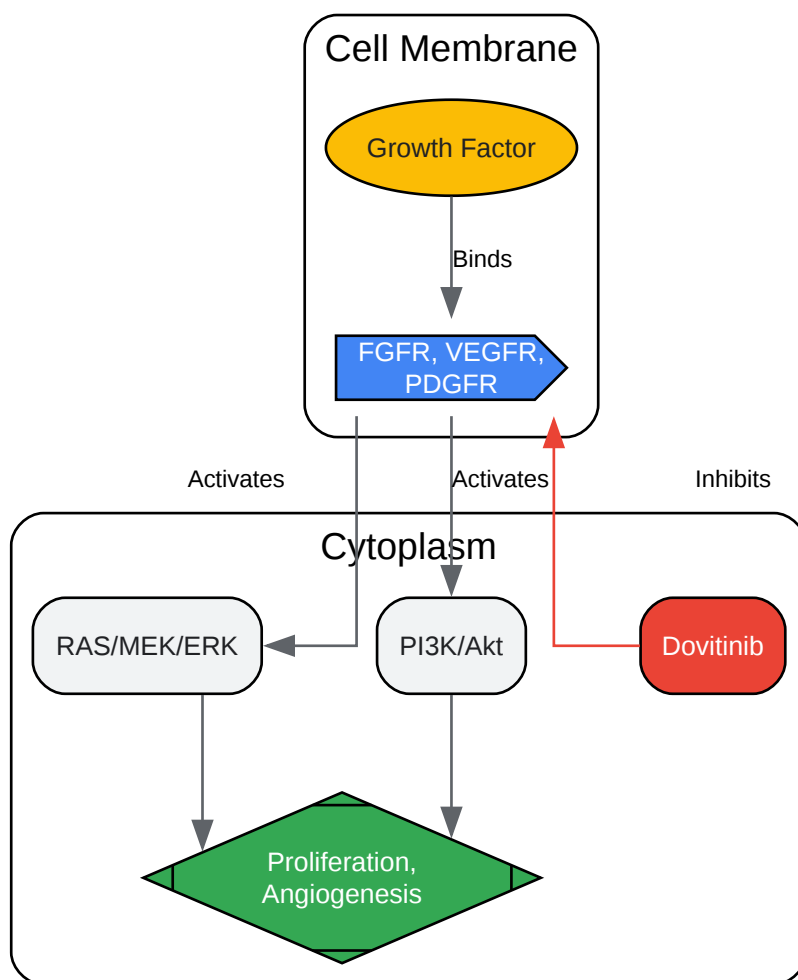 Cell Membrane
Growth Factor
Binds
FGFR, VEGFR,
PDGFR
Activates
Activates
Inhibits
Cytoplasm
RAS/MEK/ERK
PI3K/Akt
Dovitinib
Proliferation,
Angiogenesis